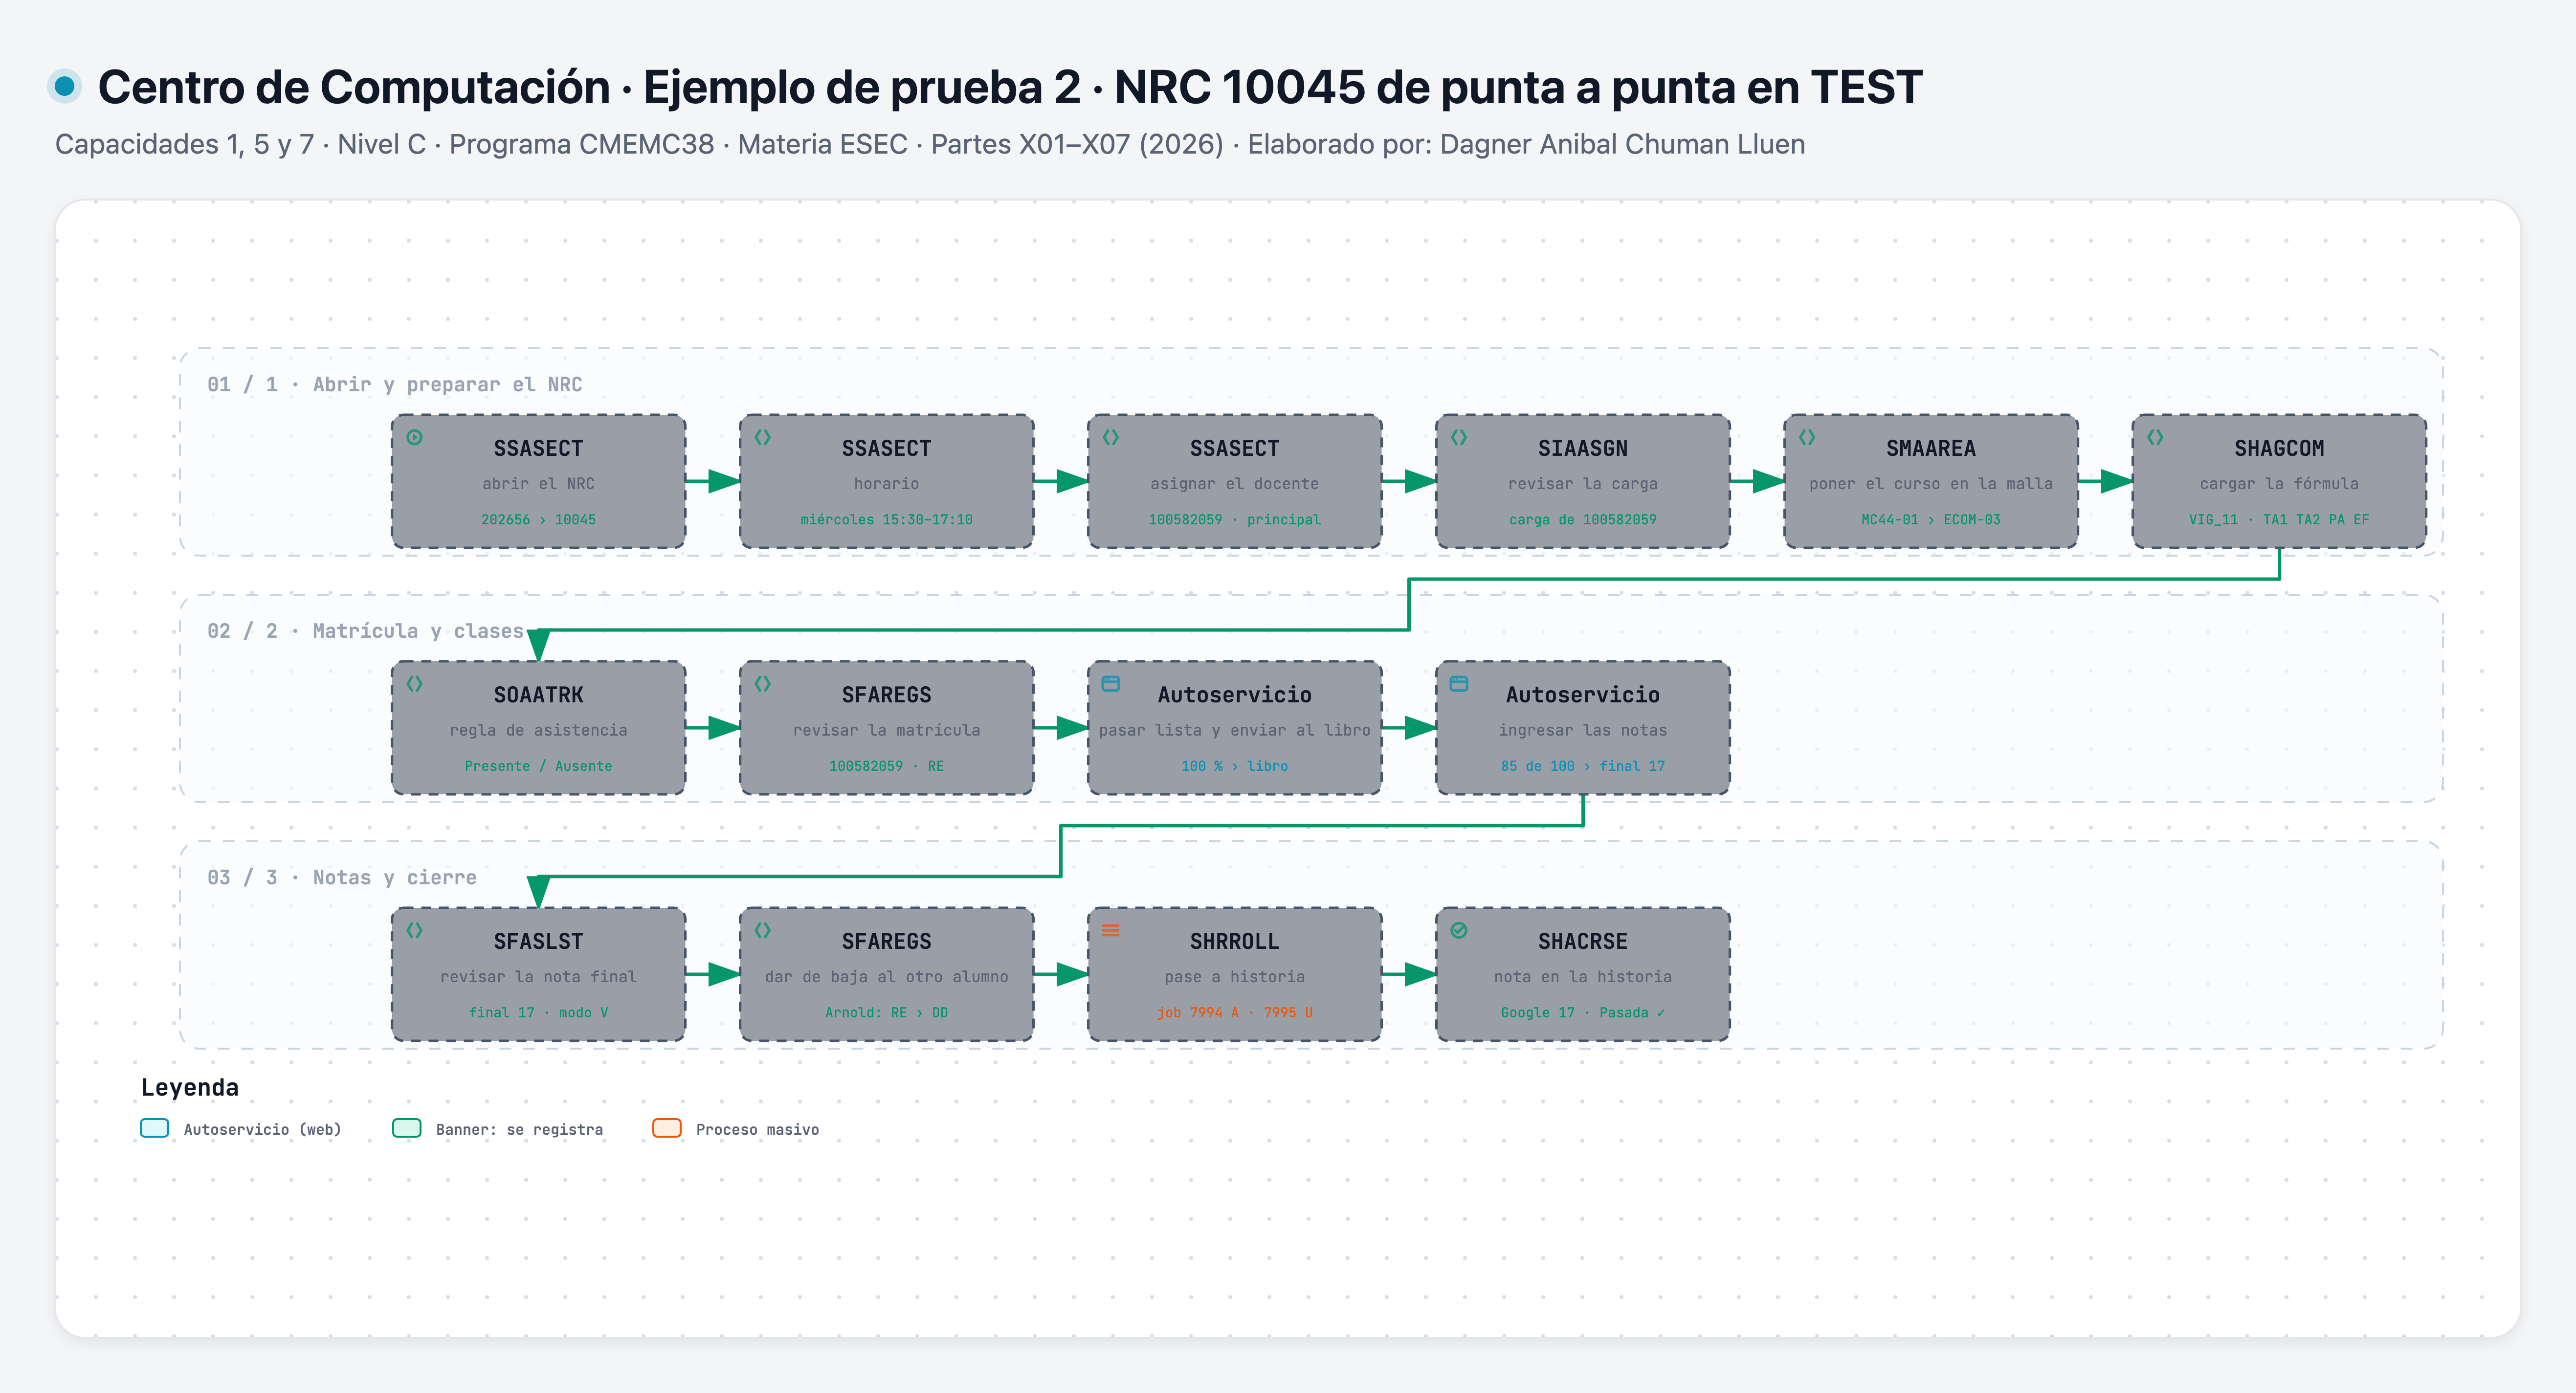 Centro de Computación · Ejemplo de prueba 2 · NRC 10045 de punta a punta en TEST
Capacidades 1, 5 y 7 · Nivel C · Programa CMEMC38 · Materia ESEC · Partes X01–X07 (2026) · Elaborado por: Dagner Anibal Chuman Lluen
01 / 1 · Abrir y preparar el NRC
SSASECT
abrir el NRC
202656 › 10045
SSASECT
horario
miércoles 15:30–17:10
SSASECT
asignar el docente
100582059 · principal
SIAASGN
revisar la carga
carga de 100582059
SMAAREA
poner el curso en la malla
MC44-01 › ECOM-03
SHAGCOM
cargar la fórmula
VIG_11 · TA1 TA2 PA EF
02 / 2 · Matrícula y clases
SOAATRK
regla de asistencia
Presente / Ausente
SFAREGS
revisar la matrícula
100582059 · RE
Autoservicio
pasar lista y enviar al libro
100 % › libro
Autoservicio
ingresar las notas
85 de 100 › final 17
03 / 3 · Notas y cierre
SFASLST
revisar la nota final
final 17 · modo V
SFAREGS
dar de baja al otro alumno
Arnold: RE › DD
SHRROLL
pase a historia
job 7994 A · 7995 U
SHACRSE
nota en la historia
Google 17 · Pasada ✓
Leyenda
Autoservicio (web)
Banner: se registra
Proceso masivo